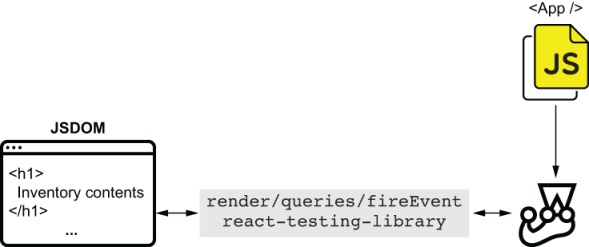 <App />
JS
JSDOM
<h1>
Inventory contents
</h1>
...
render/queries/fireEvent
react-testing-library